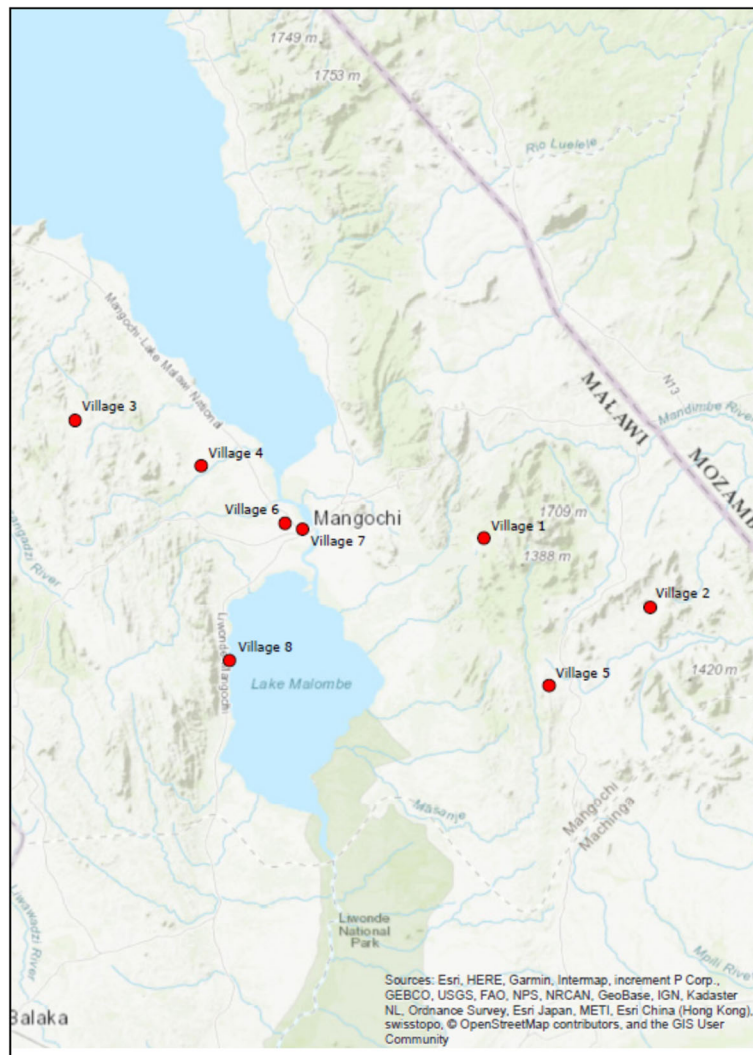 1749 m
1753 m
Rio Luelele
Mangochi-Lake Malawi National
N13
MALAWI
Mandimbe River
MOZAMB
Village 3
Village 4
Village 6
Mangochi
Village 7
Village 1
1709 m
1388 m
Village 2
Village 8
Lake Malombe
Village 5
1420 m
Masanje
Mangochi
Machinga
Liwonde
National
Park
Mpili River
Balaka
Sources: Esri, HERE, Garmin, Intermap, increment P Corp.,
GEBCO, USGS, FAO, NPS, NRCAN, GeoBase, IGN, Kadaster
NL, Ordnance Survey, Esri Japan, METI, Esri China (Hong Kong),
swisstopo, © OpenStreetMap contributors, and the GIS User
Community